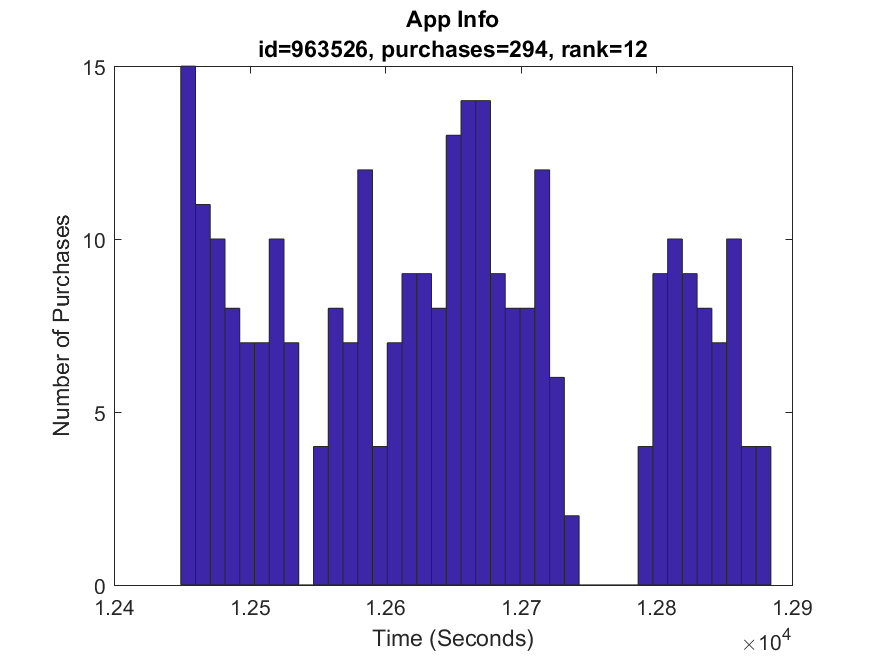 App Info
id=963526, purchases=294, rank=12
15
10
5
0
Number of Purchases
1.24 1.25 1.26 1.27 1.28 1.29
Time (Seconds)
×10⁴